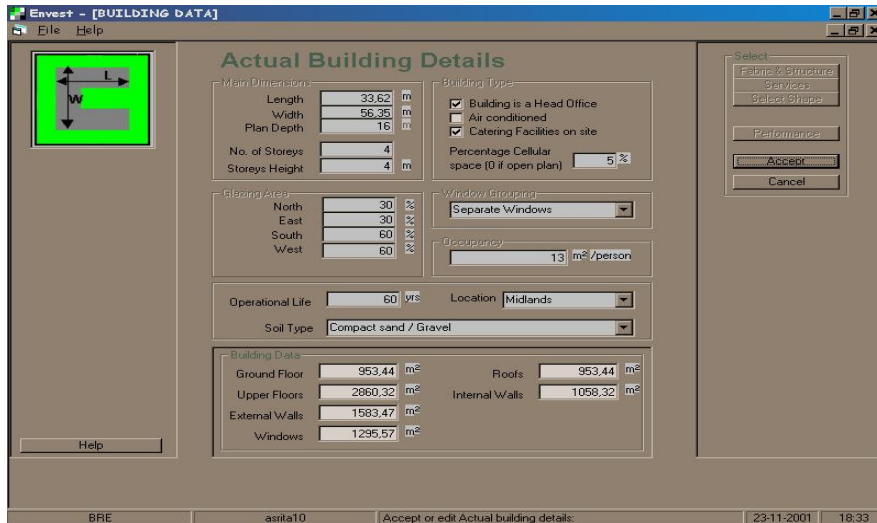 Envest - [BUILDING DATA]
File Help
L
W
Actual Building Details
Main Dimensions
Length 33,62 m
Width 56,35 m
Plan Depth 16 m
No. of Storeys 4
Storeys Height 4 m
Building Type
Building is a Head Office
Air conditioned
Catering Facilities on site
Percentage Cellular
space (0 if open plan) 5 %
Glazing Area
North 30 %
East 30 %
South 60 %
West 60 %
Window Grouping
Separate Windows
Occupancy
13 m² /person
Operational Life 60 yrs Location Midlands
Soil Type Compact sand / Gravel
Building Data
Ground Floor 953,44 m² Roofs 953,44 m²
Upper Floors 2860,32 m² Internal Walls 1058,32 m²
External Walls 1583,47 m²
Windows 1295,57 m²
Select
Fabric & Structure
Services
Select Shape
Performance
Accept
Cancel
Help
BRE asrita10 Accept or edit Actual building details: 23-11-2001 18:33